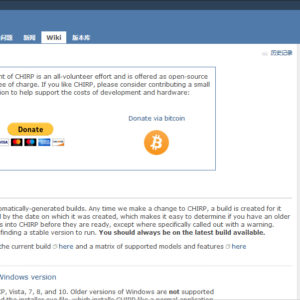 问题 新闻 Wiki 版本库
历史记录
nt of CHIRP is an all-volunteer effort and is offered as open-source
ee of charge. If you like CHIRP, please consider contributing a small
ion to help support the costs of development and hardware:
Donate via bitcoin
Donate
VISA
omatically-generated builds. Any time we make a change to CHIRP, a build is created for it
d by the date on which it was created, which makes it easy to determine if you have an older
s into CHIRP before they are ready, except where specifically called out with a warning.
finding a stable version to run. You should always be on the latest build available.
the current build here and a matrix of supported models and features here
Windows version
P, Vista, 7, 8, and 10. Older versions of Windows are not supported